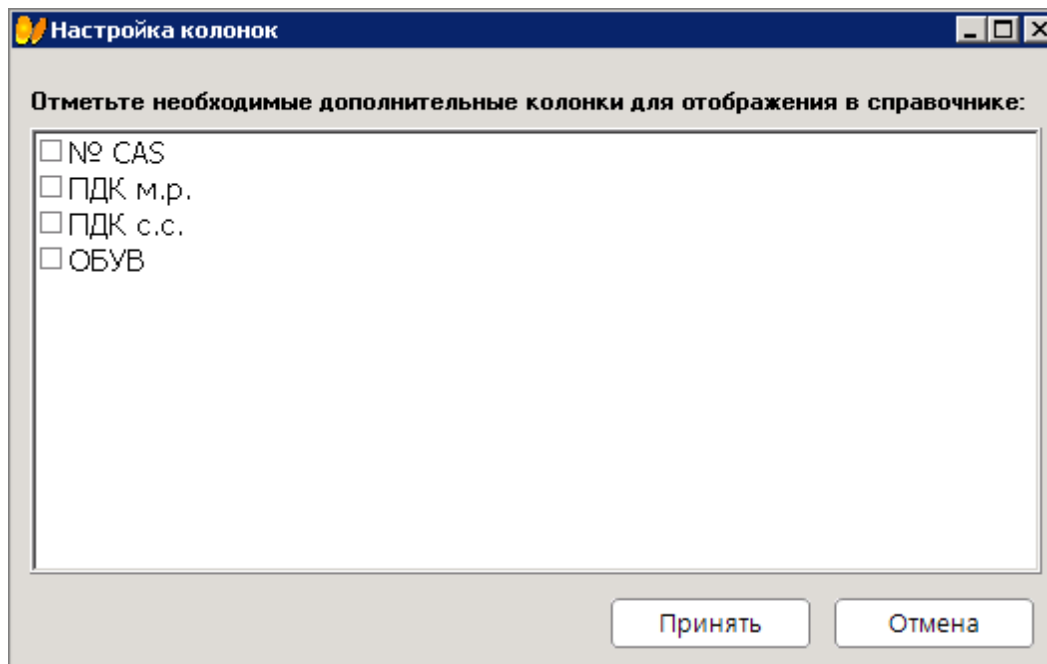 Настройка колонок
Отметьте необходимые дополнительные колонки для отображения в справочнике:
№ CAS
ПДК м.р.
ПДК с.с.
ОБУВ
Принять Отмена